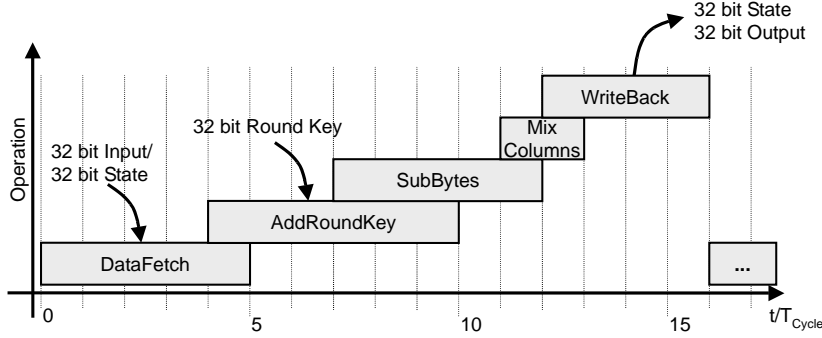 32 bit State
32 bit Output
WriteBack
Mix
Columns
32 bit Round Key
32 bit Input/
32 bit State
SubBytes
AddRoundKey
DataFetch
...
Operation
0
5
10
15
t/T_Cycle